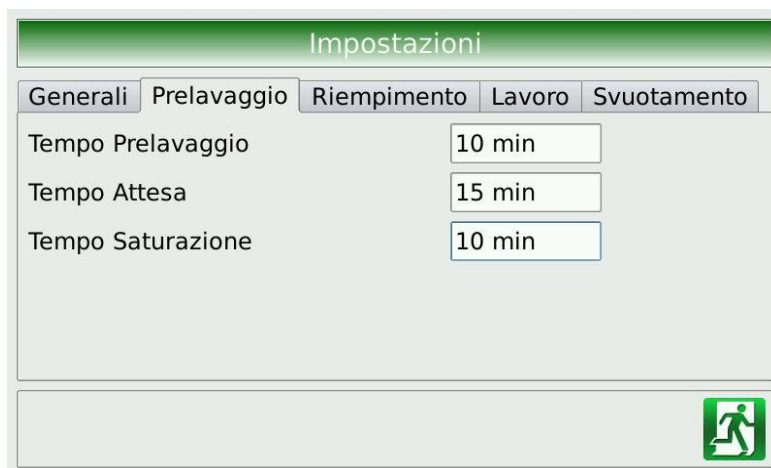 Impostazioni
Generali Prelavaggio Riempimento Lavoro Svuotamento
Tempo Prelavaggio 10 min
Tempo Attesa 15 min
Tempo Saturazione 10 min